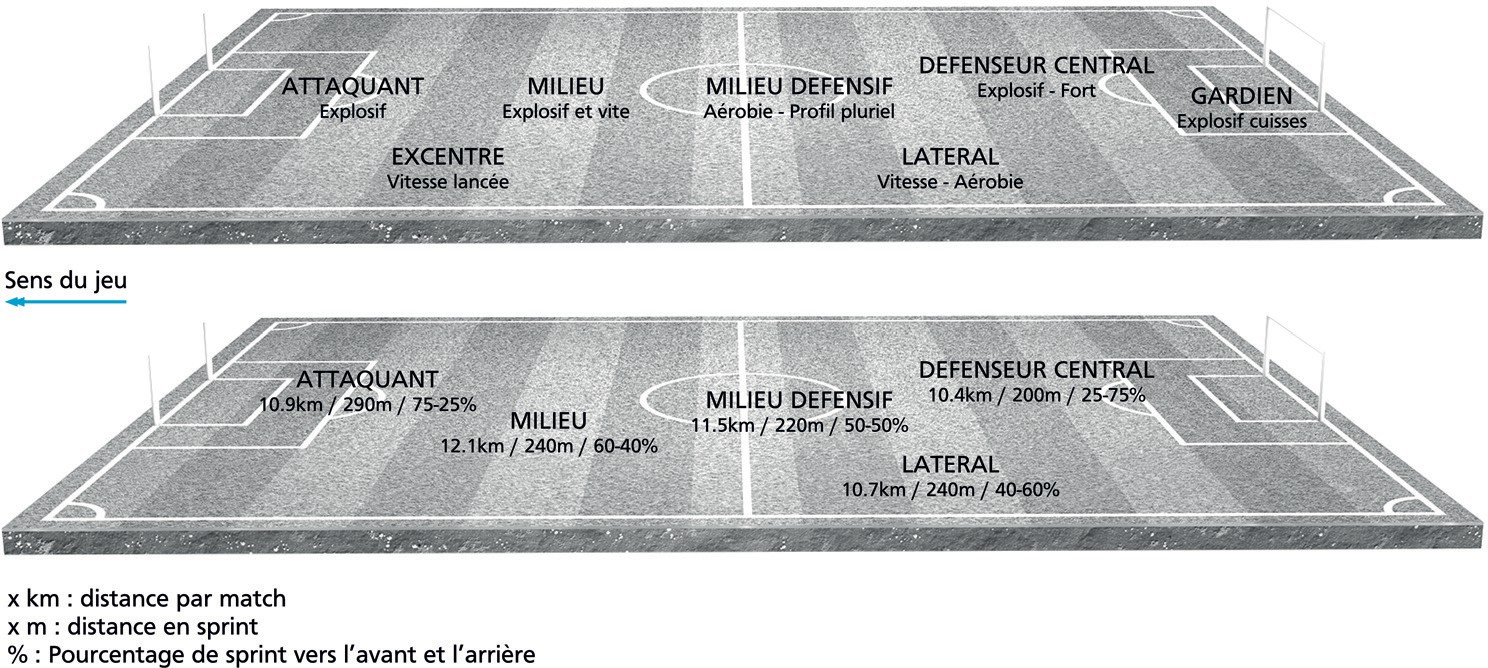 ATTAQUANT
Explosif
MILIEU
Explosif et vite
MILIEU DEFENSIF
Aérobie - Profil pluriel
DEFENSEUR CENTRAL
Explosif - Fort
GARDIEN
Explosif cuisses
EXCENTRE
Vitesse lancée
LATERAL
Vitesse - Aérobie
Sens du jeu
ATTAQUANT
10.9km / 290m / 75-25%
MILIEU
12.1km / 240m / 60-40%
MILIEU DEFENSIF
11.5km / 220m / 50-50%
DEFENSEUR CENTRAL
10.4km / 200m / 25-75%
LATERAL
10.7km / 240m / 40-60%
x km : distance par match
x m : distance en sprint
% : Pourcentage de sprint vers l’avant et l’arrière